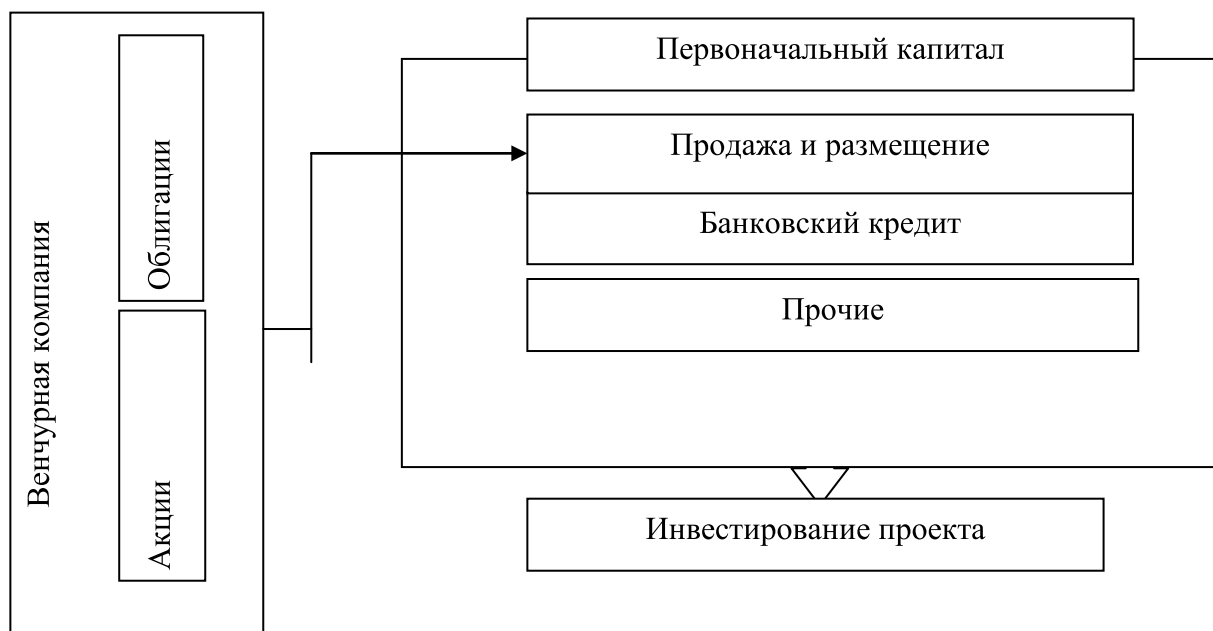 Венчурная компания
Облигации
Акции
Первоначальный капитал
Продажа и размещение
Банковский кредит
Прочие
Инвестирование проекта